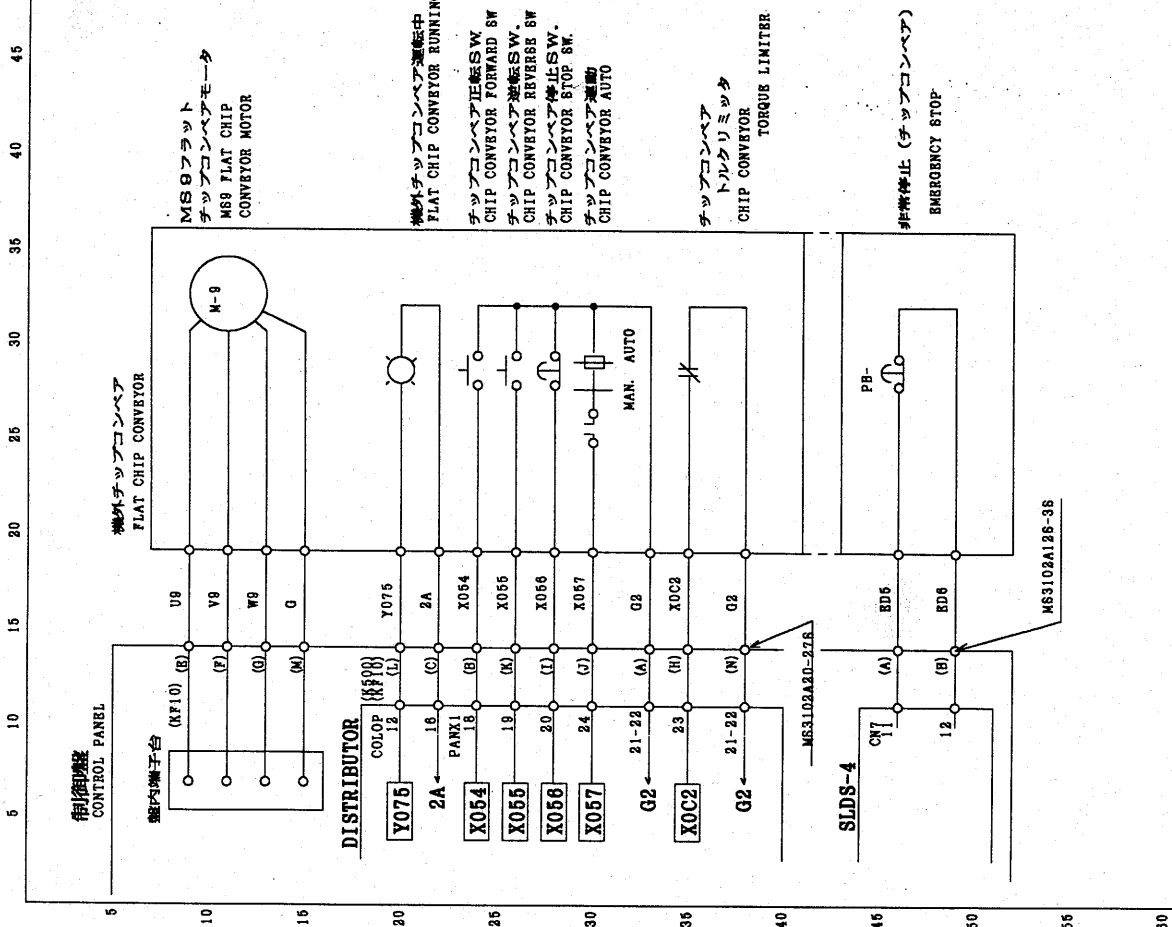 制御盤
CONTROL PANEL
盤内端子台
(KF10)
(E)
(F)
(G)
(M)
U9
V9
W9
G
機外チップコンベア
FLAT CHIP CONVEYOR
M-9
MS9フラット
チップコンベアモータ
MS9 FLAT CHIP
CONVEYOR MOTOR
DISTRIBUTOR
(K500)
(KF10)
COLOP
12
(L)
Y075
Y075
機外チップコンベア運転中
FLAT CHIP CONVEYOR RUNNING
2A
16
(C)
2A
PANX1
X054
18
(B)
X054
チップコンベア正転SW.
CHIP CONVEYOR FORWARD SW
X055
19
(K)
X055
チップコンベア逆転SW.
CHIP CONVEYOR REVERSE SW
X056
20
(I)
X056
チップコンベア停止SW.
CHIP CONVEYOR STOP SW.
X057
24
(J)
X057
MAN. AUTO
チップコンベア連動
CHIP CONVEYOR AUTO
G2
21-22
(A)
G2
X0C2
23
(H)
X0C2
チップコンベア
トルクリミッタ
CHIP CONVEYOR
TORQUE LIMITER
G2
21-22
(N)
G2
MS3102A20-27S
SLDS-4
CN7
11
(A)
ED5
PB-
非常停止 (チップコンベア)
EMERGENCY STOP
12
(B)
ED6
MS3102A12S-3S
5
10
15
20
25
30
35
40
45
5
10
15
20
25
30
35
40
45
50
55
60